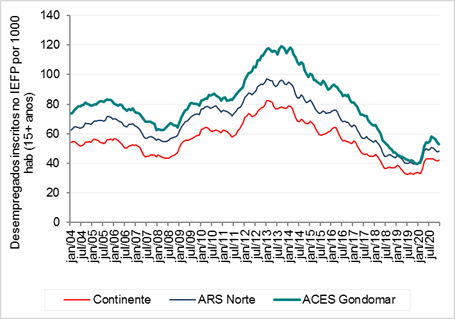 Desempregados inscritos no IEFP por 1000
hab (15+ anos)
140
120
100
80
60
40
20
0
jan/04
jul/04
jan/05
jul/05
jan/06
jul/06
jan/07
jul/07
jan/08
jul/08
jan/09
jul/09
jan/10
jul/10
jan/11
jul/11
jan/12
jul/12
jan/13
jul/13
jan/14
jul/14
jan/15
jul/15
jan/16
jul/16
jan/17
jul/17
jan/18
jul/18
jan/19
jul/19
jan/20
jul/20
Continente
ARS Norte
ACES Gondomar